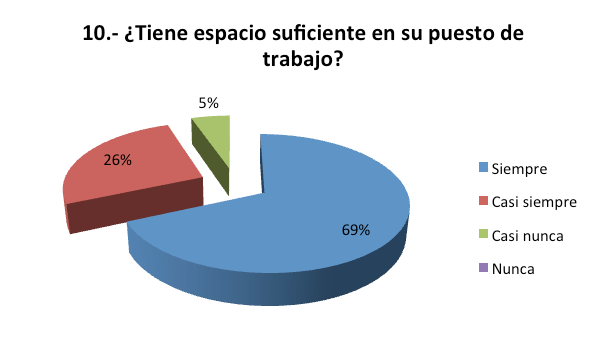 10.- ¿Tiene espacio suficiente en su puesto de
trabajo?
5%
26%
69%
Siempre
Casi siempre
Casi nunca
Nunca